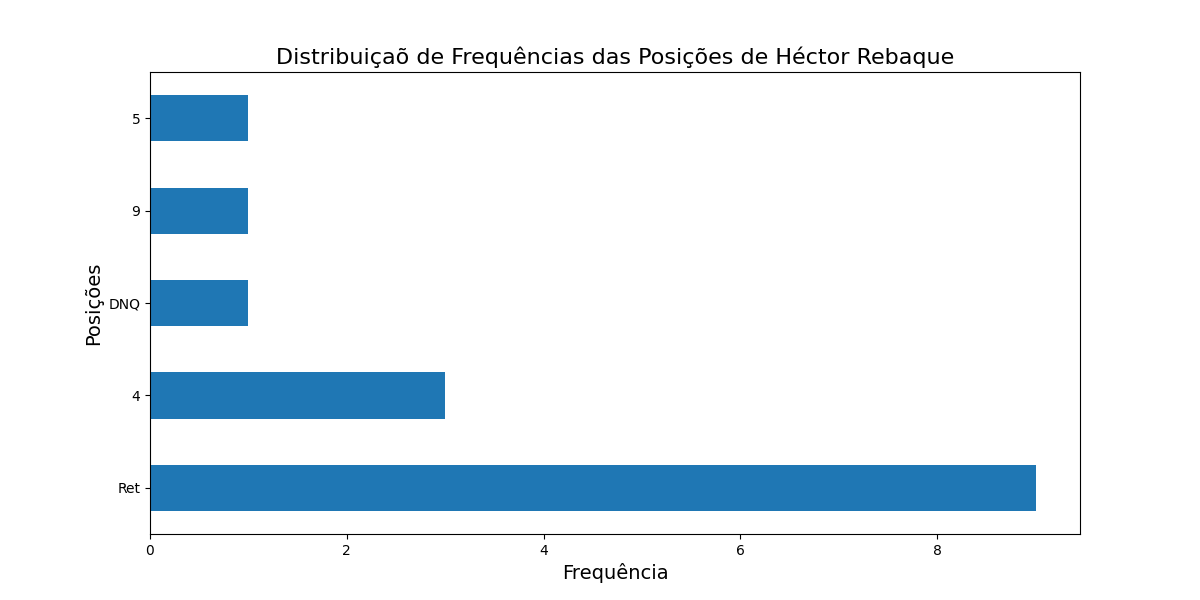 Distribuiçaõ de Frequências das Posições de Héctor Rebaque
Posições
5
9
DNQ
4
Ret
0 2 4 6 8
Frequência